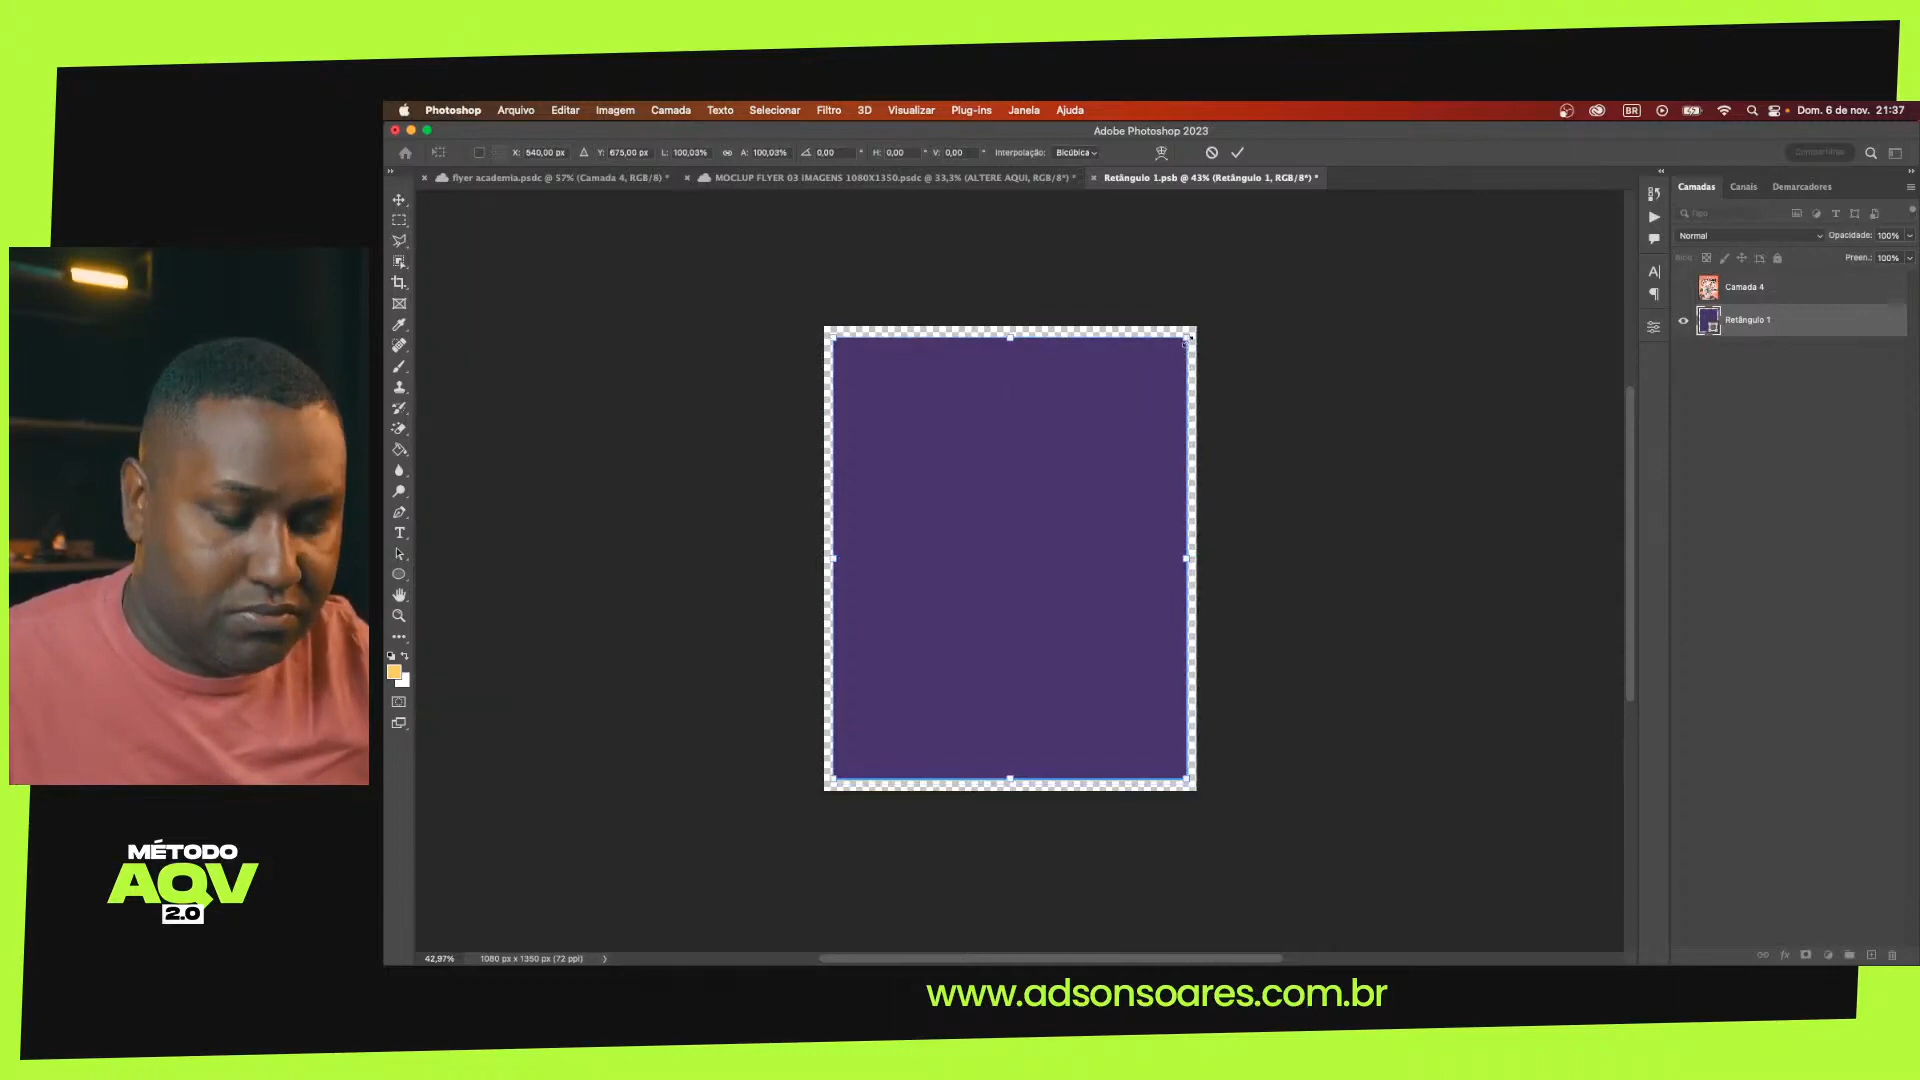 Photoshop Arquivo Editar Imagem Camada Texto Selecionar Filtro 3D Visualizar Plug-ins Janela Ajuda
BR Dom. 6 de nov. 21:37
Adobe Photoshop 2023
X: 540,00 px Y: 675,00 px L: 100,03% A: 100,03% 0,00 ° H: 0,00 ° V: 0,00 ° Interpolação: Bicúbica
Compartilhar
flyer academia.psdc @ 57% (Camada 4, RGB/8) *
MOCLUP FLYER 03 IMAGENS 1080X1350.psdc @ 33,3% (ALTERE AQUI, RGB/8*) *
Retângulo 1.psb @ 43% (Retângulo 1, RGB/8*) *
Camadas Canais Demarcadores
Tipo
Normal Opacidade: 100%
Preen.: 100%
Camada 4
Retângulo 1
42,97% 1080 px x 1350 px (72 ppi)
MÉTODO
AQV
2.0
www.adsonsoares.com.br